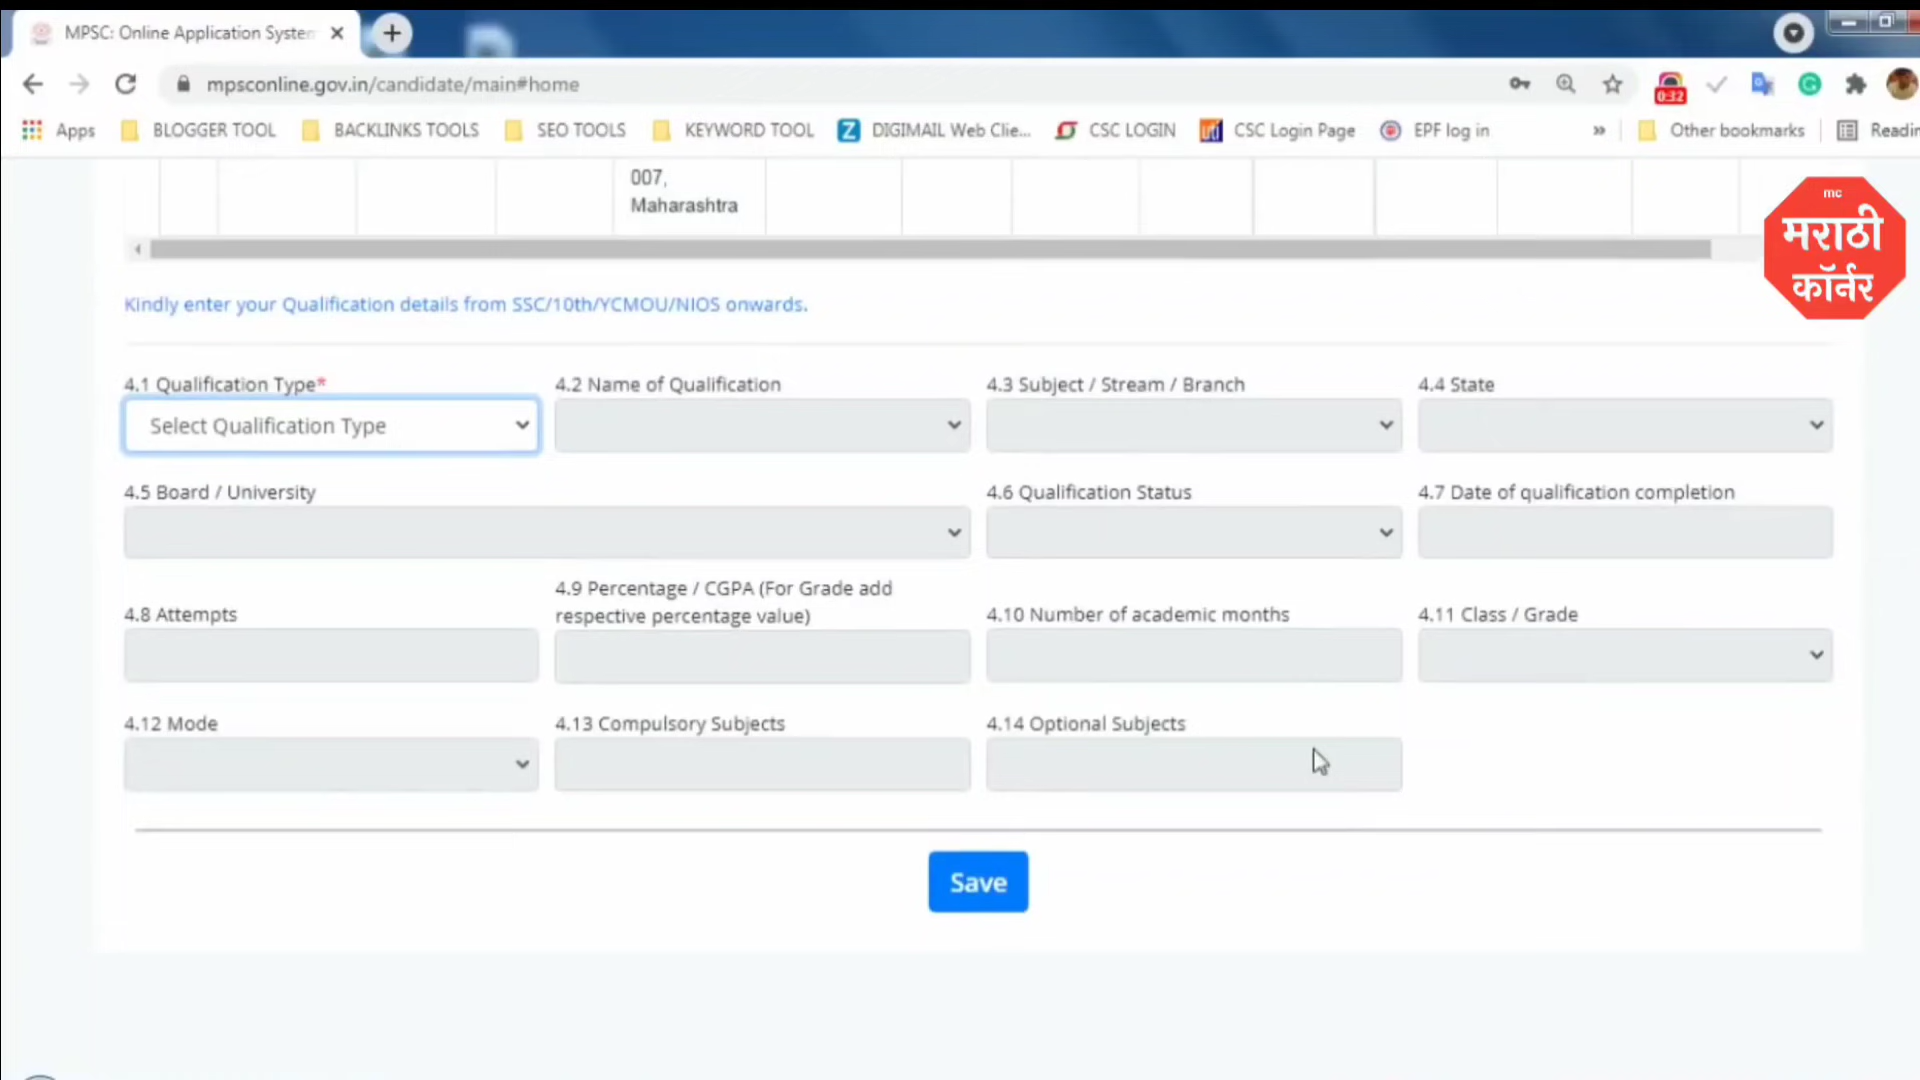 MPSC: Online Application System
mpsconline.gov.in/candidate/main#home
0:32
Apps BLOGGER TOOL BACKLINKS TOOLS SEO TOOLS KEYWORD TOOL DIGIMAIL Web Clie... CSC LOGIN CSC Login Page EPF log in » Other bookmarks Readin
007,
Maharashtra
mc
मराठी
कॉर्नर
Kindly enter your Qualification details from SSC/10th/YCMOU/NIOS onwards.
4.1 Qualification Type* 4.2 Name of Qualification 4.3 Subject / Stream / Branch 4.4 State
Select Qualification Type
4.5 Board / University 4.6 Qualification Status 4.7 Date of qualification completion
4.9 Percentage / CGPA (For Grade add
4.8 Attempts respective percentage value) 4.10 Number of academic months 4.11 Class / Grade
4.12 Mode 4.13 Compulsory Subjects 4.14 Optional Subjects
Save